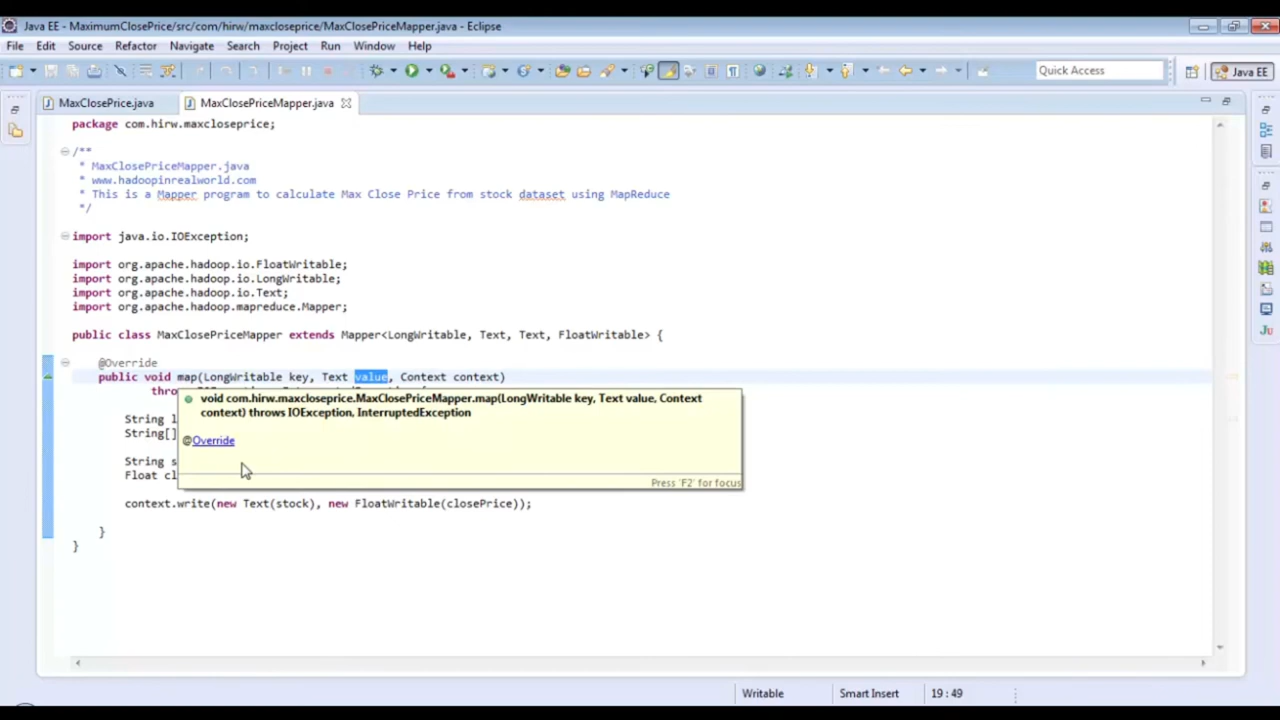 Java EE - MaximumClosePrice/src/com/hirw/maxcloseprice/MaxClosePriceMapper.java - Eclipse
File Edit Source Refactor Navigate Search Project Run Window Help
Quick Access
Java EE
MaxClosePrice.java
MaxClosePriceMapper.java
package com.hirw.maxcloseprice;
/**
* MaxClosePriceMapper.java
* www.hadoopinrealworld.com
* This is a Mapper program to calculate Max Close Price from stock dataset using MapReduce
*/
import java.io.IOException;
import org.apache.hadoop.io.FloatWritable;
import org.apache.hadoop.io.LongWritable;
import org.apache.hadoop.io.Text;
import org.apache.hadoop.mapreduce.Mapper;
public class MaxClosePriceMapper extends Mapper<LongWritable, Text, Text, FloatWritable> {
@Override
public void map(LongWritable key, Text value, Context context)
void com.hirw.maxcloseprice.MaxClosePriceMapper.map(LongWritable key, Text value, Context
context) throws IOException, InterruptedException
String l
String[]
@Override
String s
Float cl
Press 'F2' for focus
context.write(new Text(stock), new FloatWritable(closePrice));
}
}
Writable
Smart Insert
19 : 49
Ju